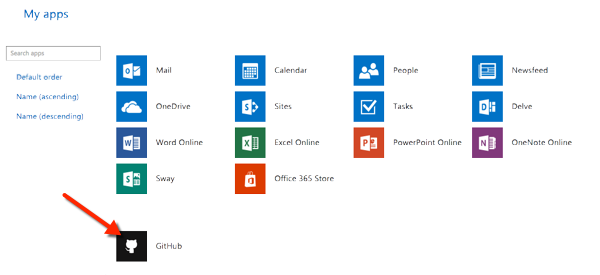 My apps
Search apps
Default order
Name (ascending)
Name (descending)
Mail
Calendar
People
Newsfeed
OneDrive
Sites
Tasks
Delve
Word Online
Excel Online
PowerPoint Online
OneNote Online
Sway
Office 365 Store
GitHub